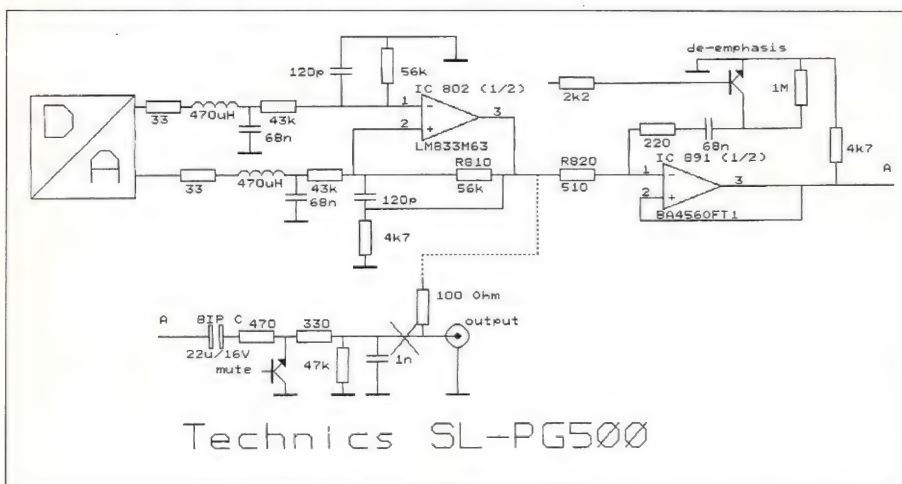 de-emphasis
120p
56k
IC 802 (1/2)
1M
2k2
D
A
33
470uH
43k
1
2
3
68n
LM833M63
220
68n
4k7
IC 891 (1/2)
R810
R820
33
470uH
43k
56k
510
1
2
3
A
68n
120p
BA4560FT1
4k7
100 Ohm
A
BIP C
470
330
output
22u/16V
mute
47k
1n
Technics SL-PG500